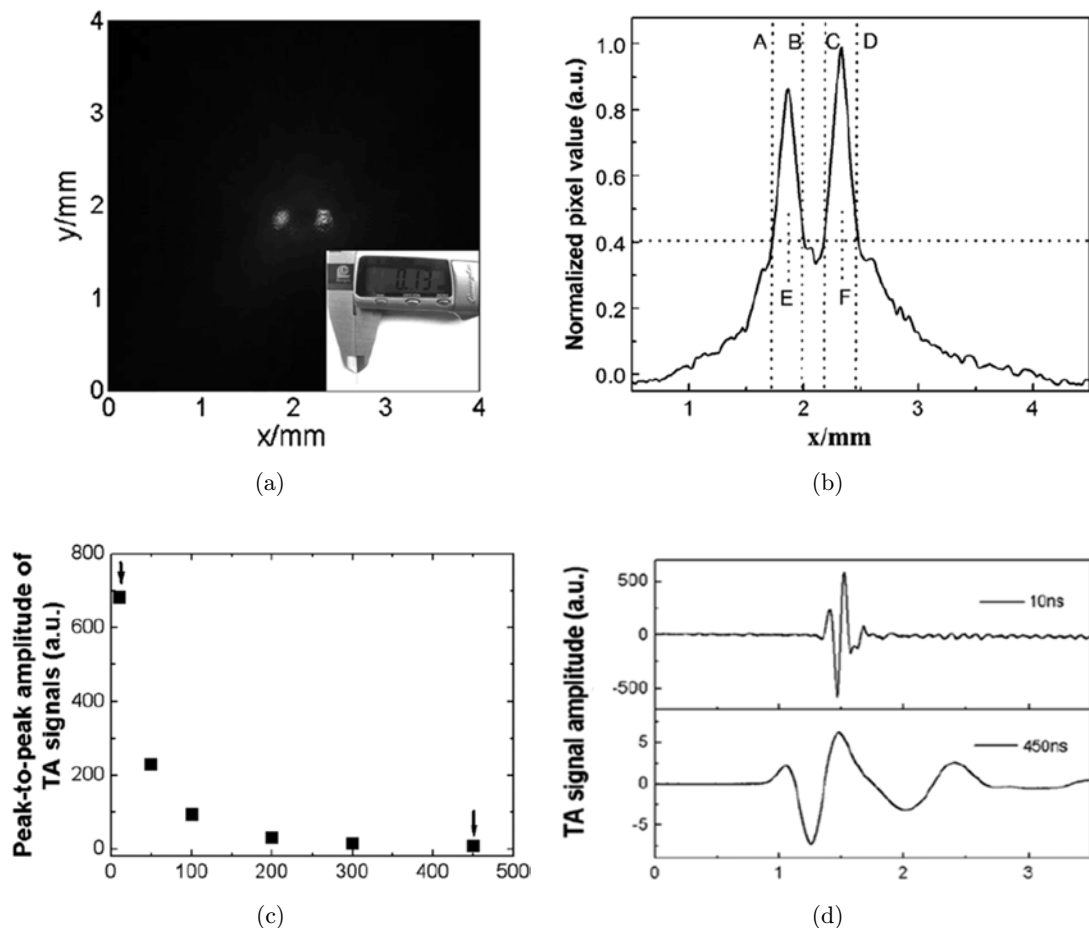 4
3
2
1
0
y/mm
0.13
0 1 2 3 4
x/mm
(a)
1.0
0.8
0.6
0.4
0.2
0.0
Normalized pixel value (a.u.)
A B C D
E F
1 2 3 4
x/mm
(b)
800
600
400
200
0
Peak-to-peak amplitude of
TA signals (a.u.)
0 100 200 300 400 500
(c)
TA signal amplitude (a.u.)
500
0
-500
10ns
5
0
-5
450ns
0 1 2 3
(d)